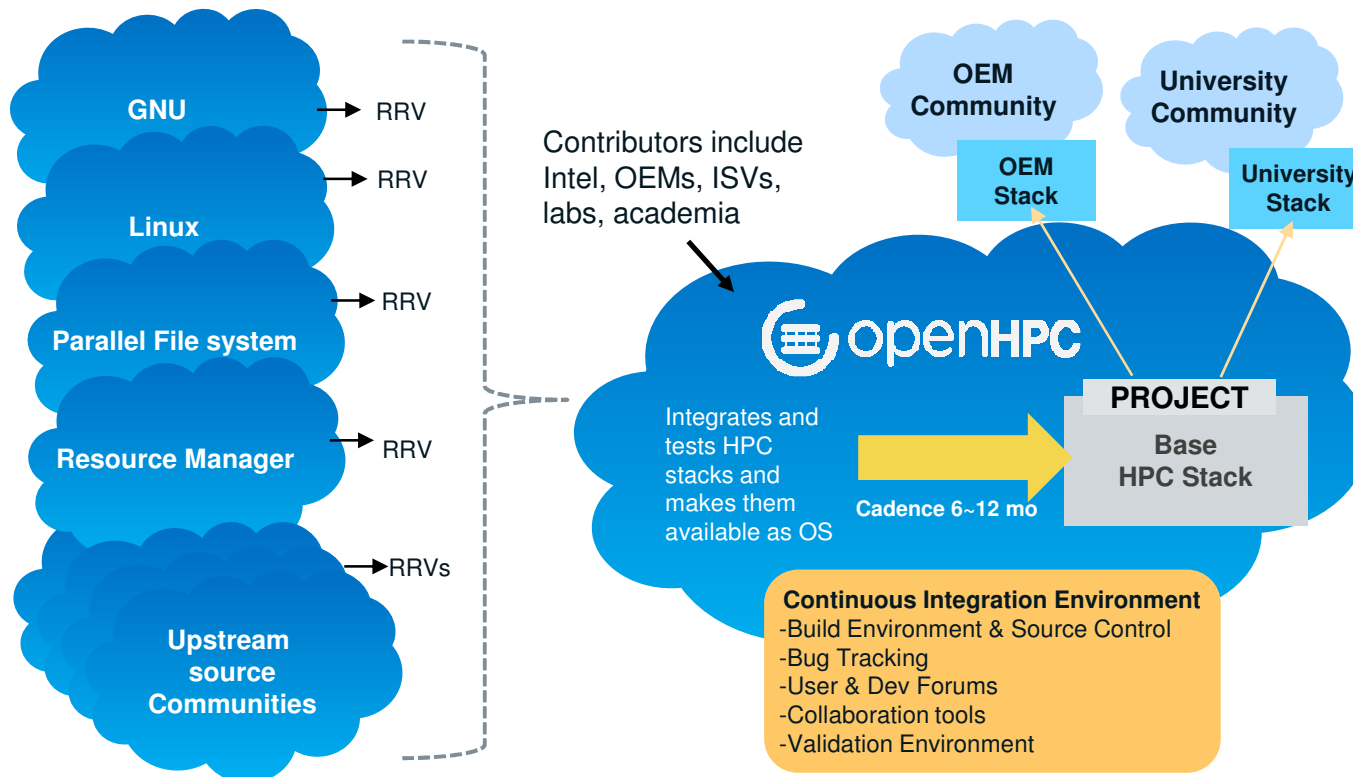 GNU
RRV
Linux
RRV
Parallel File system
RRV
Resource Manager
RRV
RRVs
Upstream
source
Communities
Contributors include
Intel, OEMs, ISVs,
labs, academia
OEM
Community
University
Community
OEM
Stack
University
Stack
openHPC
Integrates and
tests HPC
stacks and
makes them
available as OS
Cadence 6~12 mo
PROJECT
Base
HPC Stack
Continuous Integration Environment
-Build Environment & Source Control
-Bug Tracking
-User & Dev Forums
-Collaboration tools
-Validation Environment